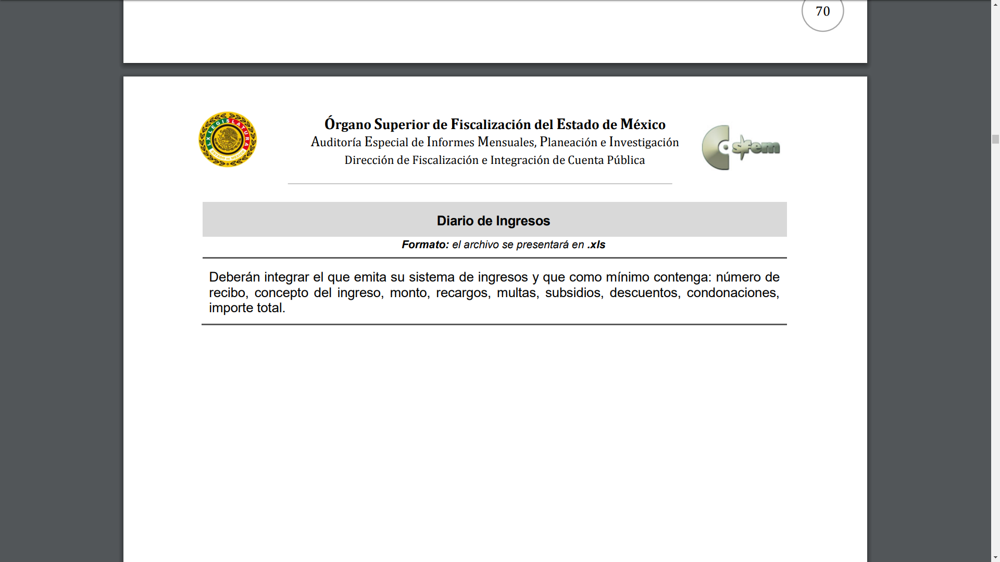 70
LX LEGISLATURA
ESTADO DE MÉXICO
Órgano Superior de Fiscalización del Estado de México
Auditoría Especial de Informes Mensuales, Planeación e Investigación
Dirección de Fiscalización e Integración de Cuenta Pública
osfem
Diario de Ingresos
Formato: el archivo se presentará en .xls
Deberán integrar el que emita su sistema de ingresos y que como mínimo contenga: número de
recibo, concepto del ingreso, monto, recargos, multas, subsidios, descuentos, condonaciones,
importe total.